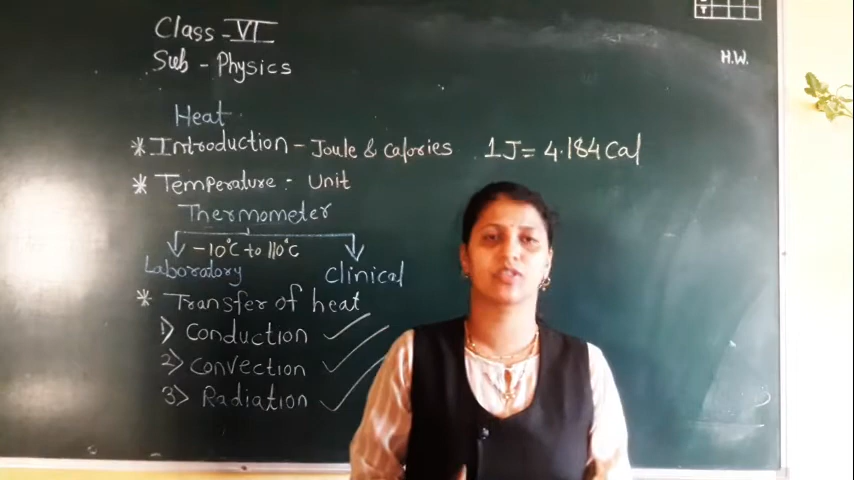 Class - VI
Sub - Physics
H.W.
Heat
* Introduction - Joule & calories 1J = 4.184 Cal
* Temperature : Unit
Thermometer
-10°C to 110°C
Laboratory Clinical
* Transfer of heat
1) Conduction ✓
2) Convection ✓
3) Radiation ✓